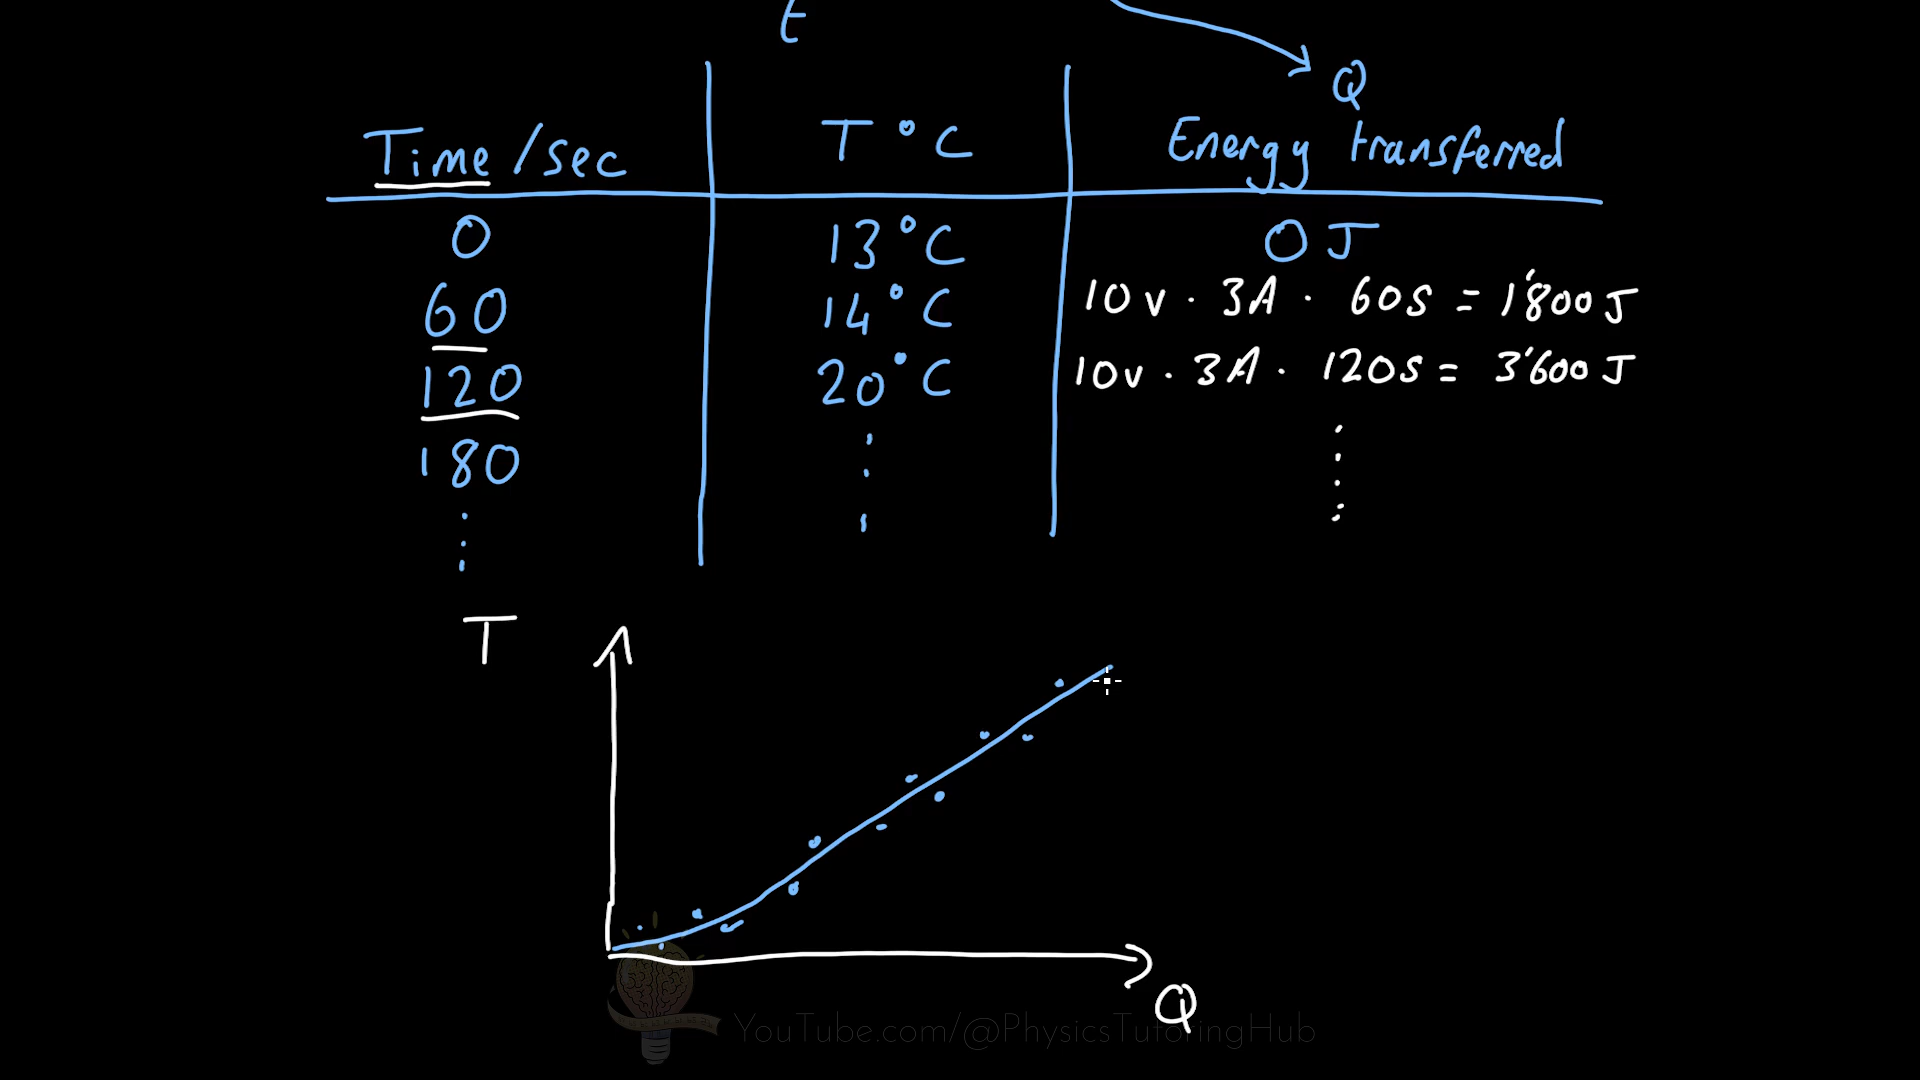 t
Q
Time /sec T °C Energy transferred
0 13°C 0 J
60 14°C 10 v · 3A · 60s = 1'800 J
120 20°C 10v · 3A · 120s = 3'600 J
180
T
Q
YouTube.com/@PhysicsTutoringHub